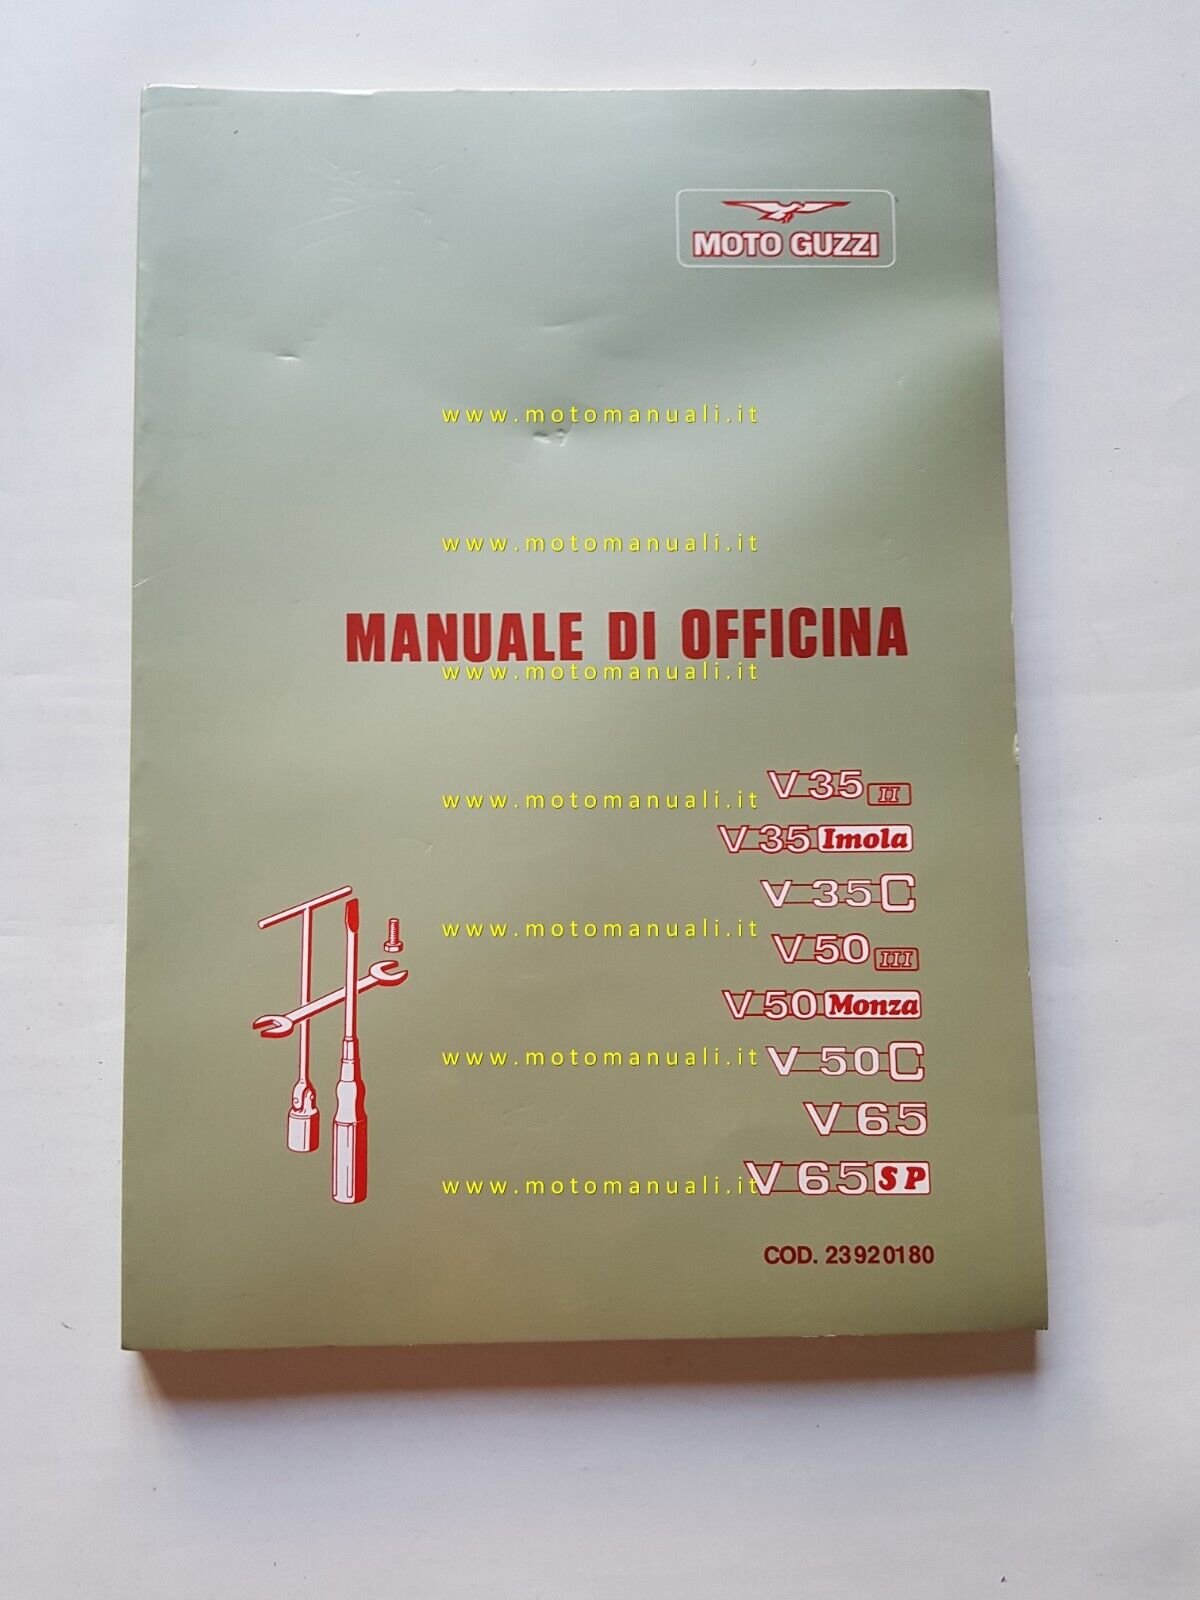 MOTO GUZZI
www.motomanuali.it
www.motomanuali.it
MANUALE DI OFFICINA
www.motomanuali.it
V35 II
www.motomanuali.it
V35 Imola
V35C
www.motomanuali.it
V50 III
V50 Monza
www.motomanuali.it
V50C
V65
www.motomanuali.it
V65 SP
COD. 23920180